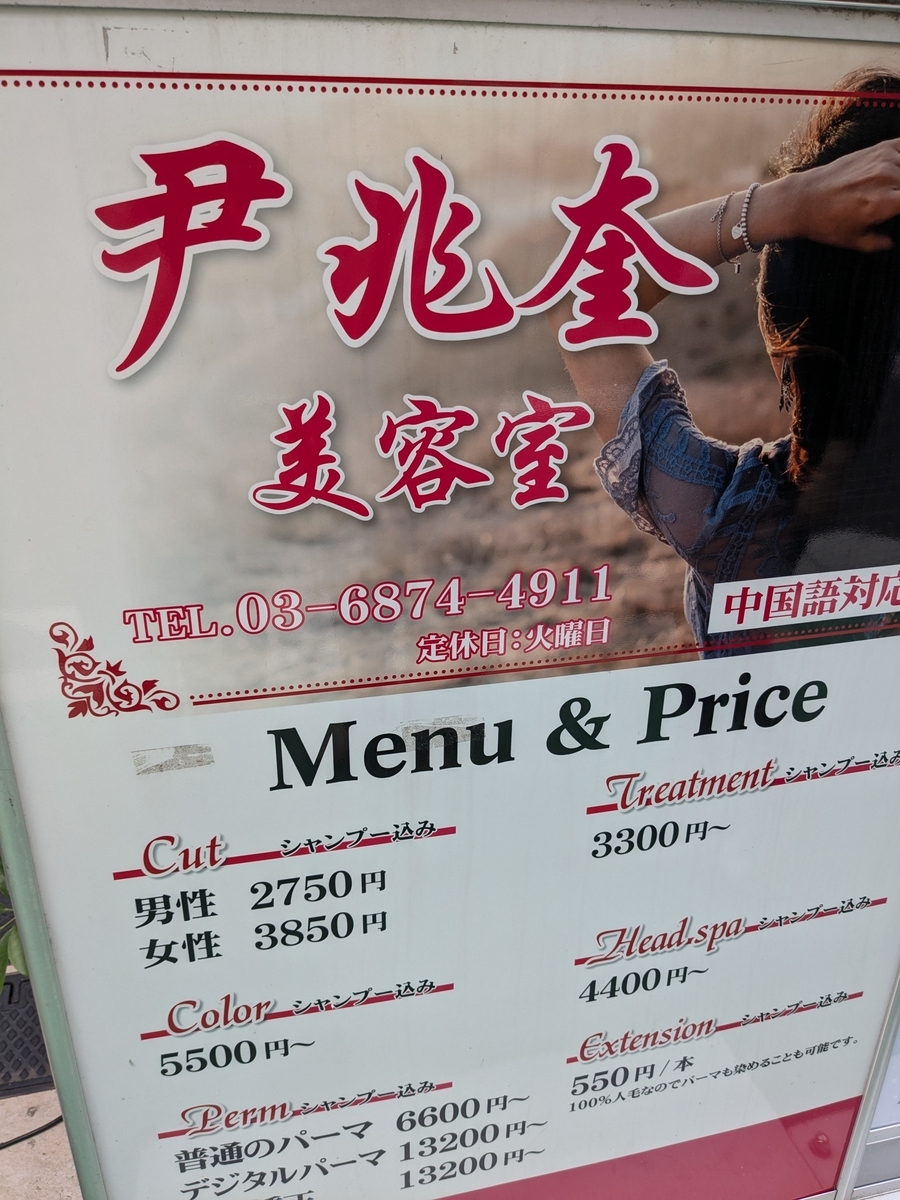 尹兆奎
美容室
TEL.03-6874-4911
定休日:火曜日
中国語対応
Menu & Price
Cut シャンプー込み
男性 2750円
女性 3850円
Color シャンプー込み
5500円〜
Perm シャンプー込み
普通のパーマ 6600円〜
デジタルパーマ 13200円〜
13200円〜
Treatment シャンプー込み
3300円〜
Head spa シャンプー込み
4400円〜
Extension シャンプー込み
550円/本
100%人毛なのでパーマも染めることも可能です。